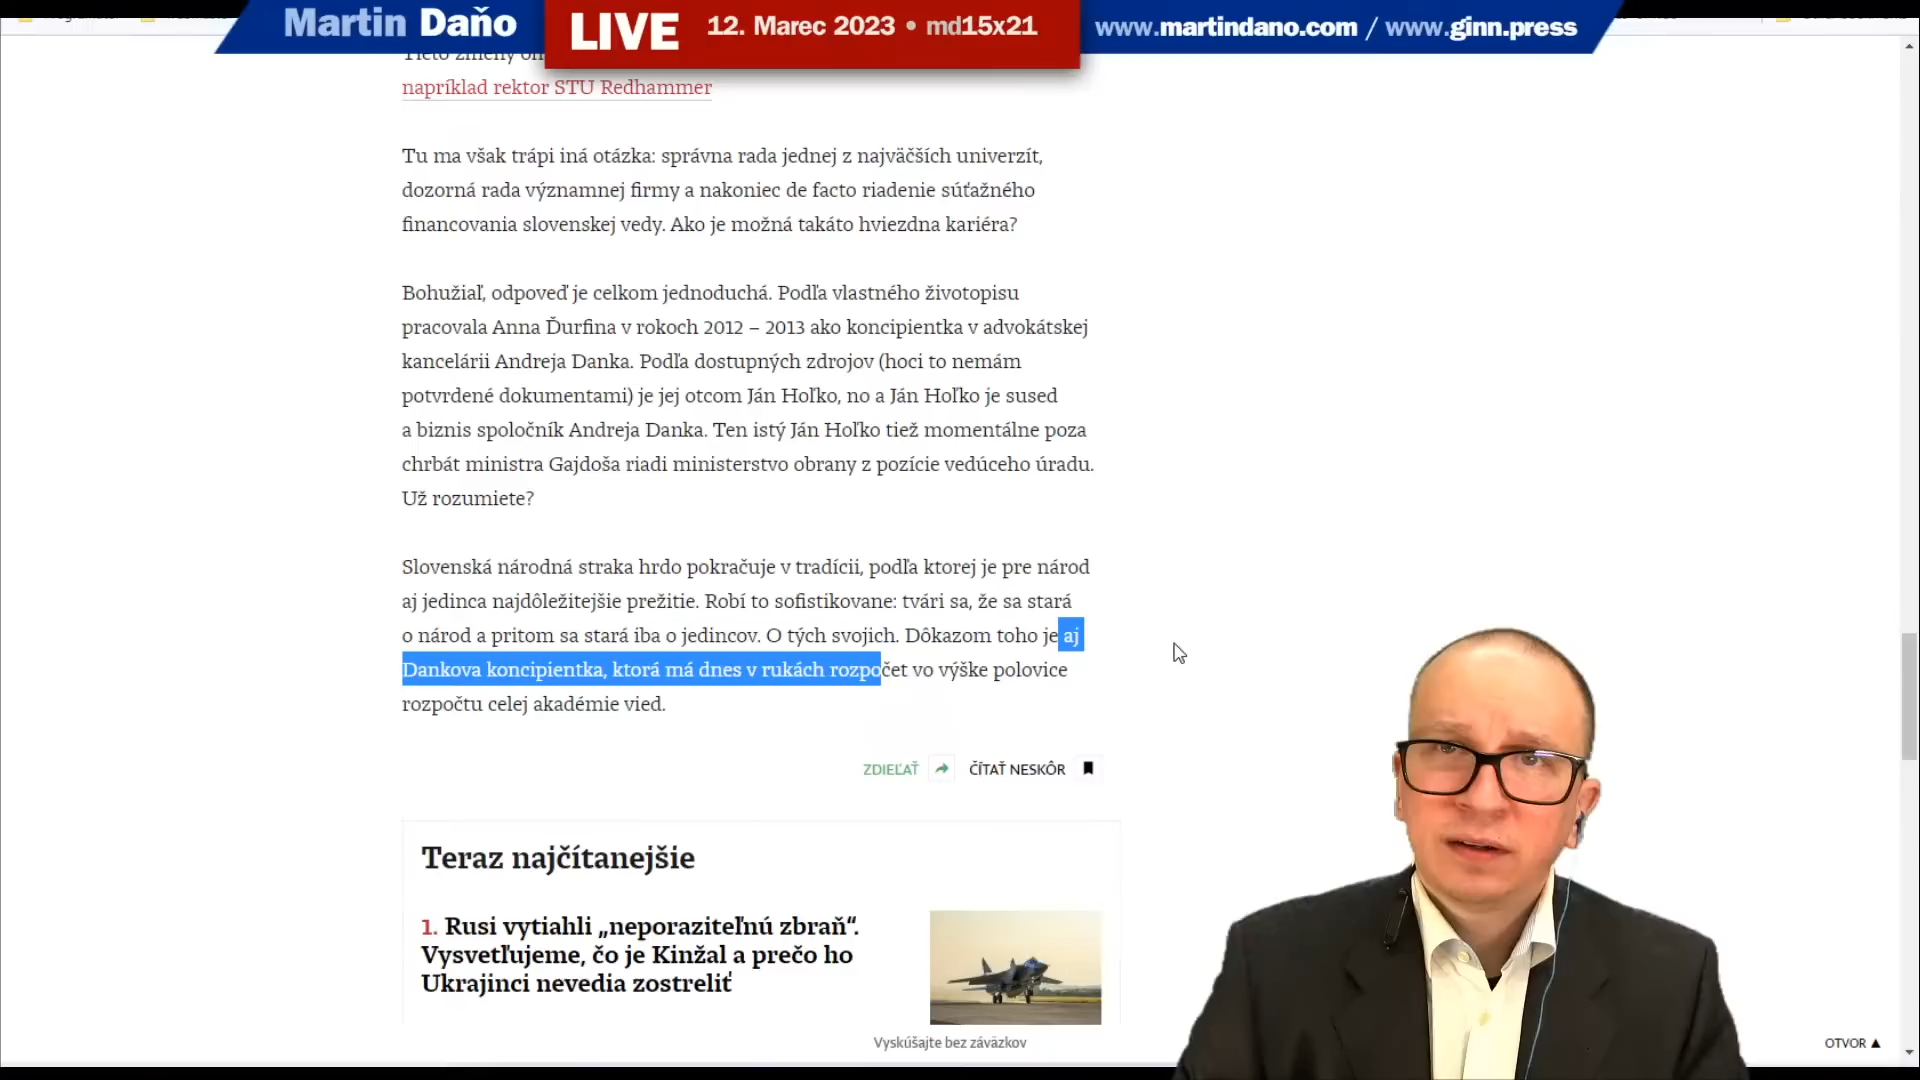 Martin Daňo
LIVE
12. Marec 2023 • md15x21
www.martindano.com / www.ginn.press
Tieto zmeny
napríklad rektor STU Redhammer
Tu ma však trápi iná otázka: správna rada jednej z najväčších univerzít,
dozorná rada významnej firmy a nakoniec de facto riadenie súťažného
financovania slovenskej vedy. Ako je možná takáto hviezdna kariéra?
Bohužiaľ, odpoveď je celkom jednoduchá. Podľa vlastného životopisu
pracovala Anna Ďurfina v rokoch 2012 – 2013 ako koncipientka v advokátskej
kancelárii Andreja Danka. Podľa dostupných zdrojov (hoci to nemám
potvrdené dokumentami) je jej otcom Ján Hoľko, no a Ján Hoľko je sused
a biznis spoločník Andreja Danka. Ten istý Ján Hoľko tiež momentálne poza
chrbát ministra Gajdoša riadi ministerstvo obrany z pozície vedúceho úradu.
Už rozumiete?
Slovenská národná straka hrdo pokračuje v tradícii, podľa ktorej je pre národ
aj jedinca najdôležitejšie prežitie. Robí to sofistikovane: tvári sa, že sa stará
o národ a pritom sa stará iba o jedincov. O tých svojich. Dôkazom toho je aj
Dankova koncipientka, ktorá má dnes v rukách rozpočet vo výške polovice
rozpočtu celej akadémie vied.
ZDIEĽAŤ ČÍTAŤ NESKÔR
Teraz najčítanejšie
1. Rusi vytiahli „neporaziteľnú zbraň“.
Vysvetľujeme, čo je Kinžal a prečo ho
Ukrajinci nevedia zostreliť
Vyskúšajte bez záväzkov
OTVOR ▲